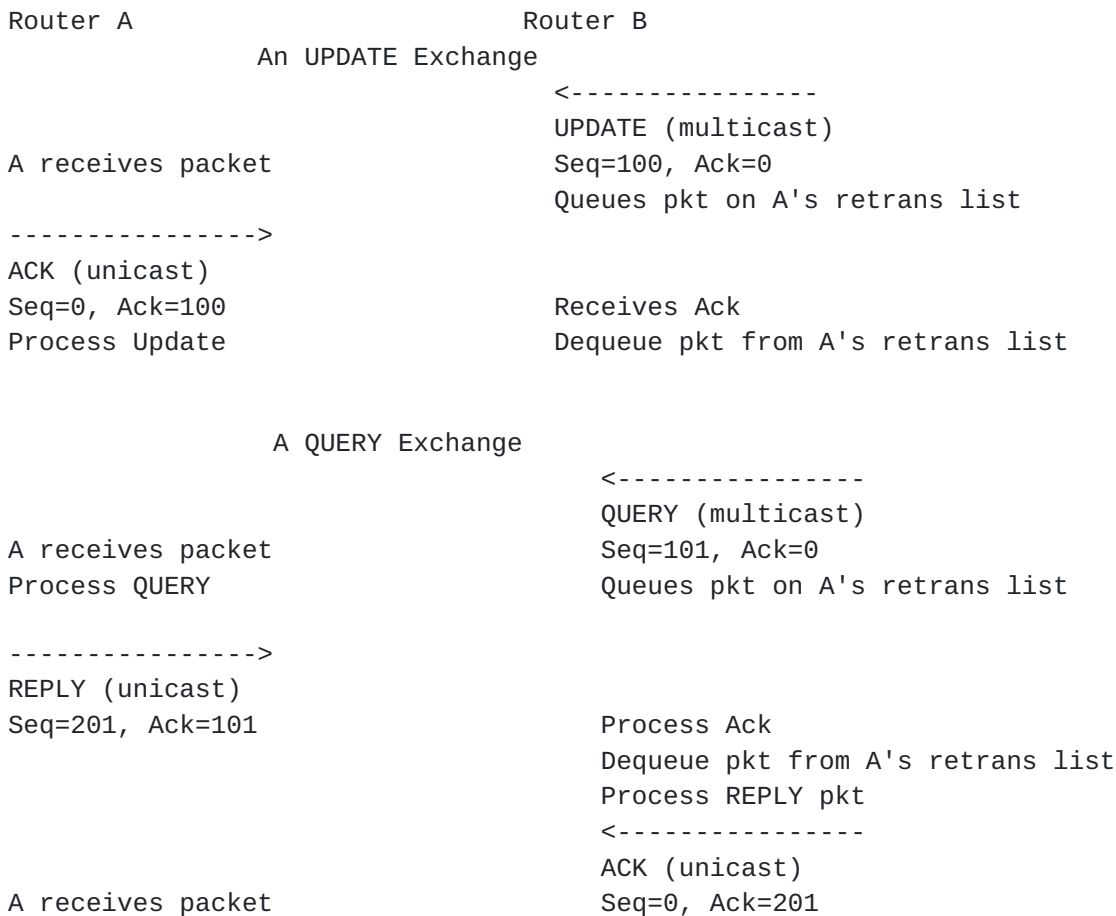 Router A                         Router B
                An UPDATE Exchange
                                   <----------------
                                   UPDATE (multicast)
A receives packet                  Seq=100, Ack=0
                                   Queues pkt on A's retrans list
---------------->
ACK (unicast)
Seq=0, Ack=100                     Receives Ack
Process Update                     Dequeue pkt from A's retrans list
                 A QUERY Exchange
                                      <----------------
                                      QUERY (multicast)
A receives packet                     Seq=101, Ack=0
Process QUERY                         Queues pkt on A's retrans list
---------------->
REPLY (unicast)
Seq=201, Ack=101                      Process Ack
                                      Dequeue pkt from A's retrans list
                                      Process REPLY pkt
                                      <----------------
                                      ACK (unicast)
A receives packet                     Seq=0, Ack=201